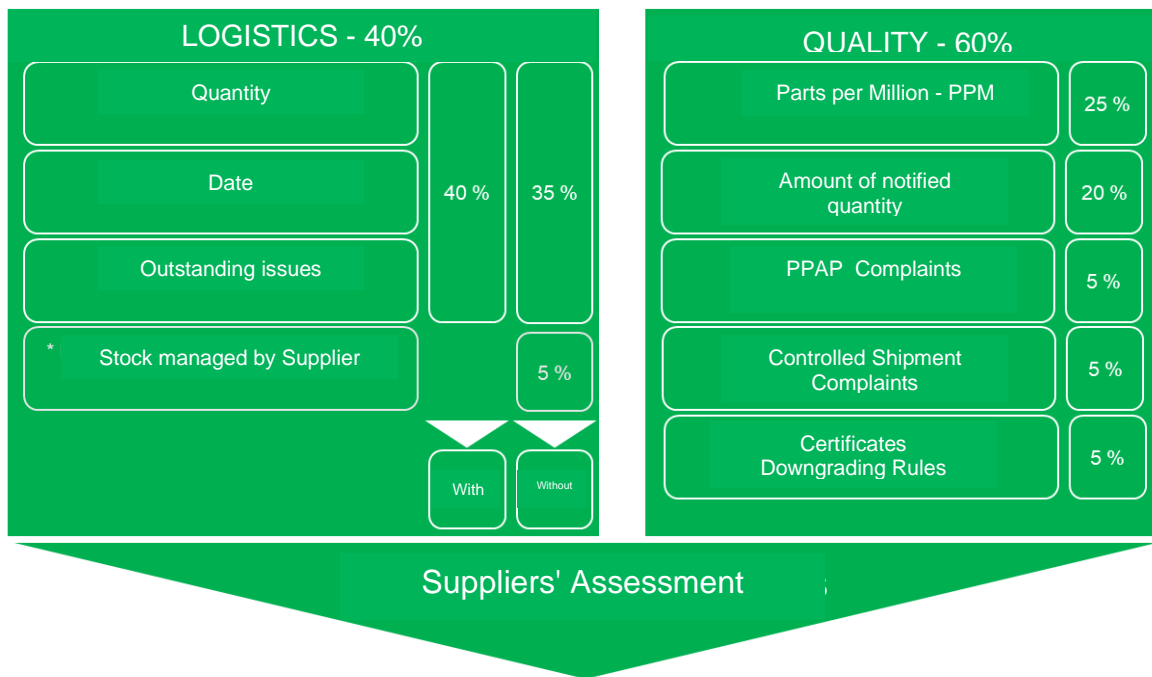 LOGISTICS - 40%
Quantity
Date
Outstanding issues
40 %
35 %
* Stock managed by Supplier
5 %
With
Without
QUALITY - 60%
Parts per Million - PPM
25 %
Amount of notified
quantity
20 %
PPAP Complaints
5 %
Controlled Shipment
Complaints
5 %
Certificates
Downgrading Rules
5 %
Suppliers' Assessment